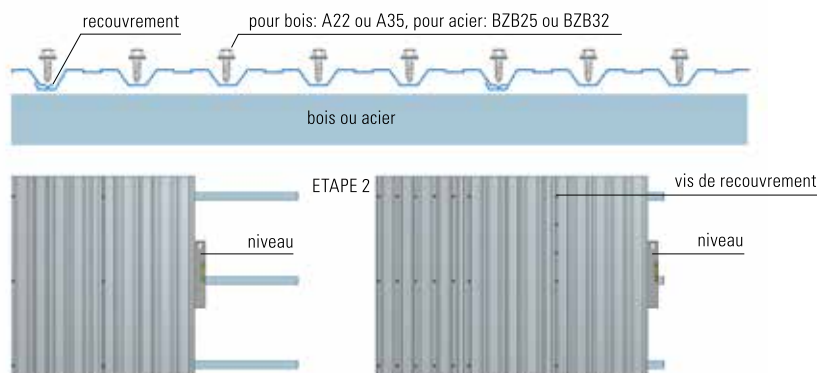 recouvrement
pour bois: A22 ou A35, pour acier: BZB25 ou BZB32
bois ou acier
ETAPE 2
vis de recouvrement
niveau
niveau